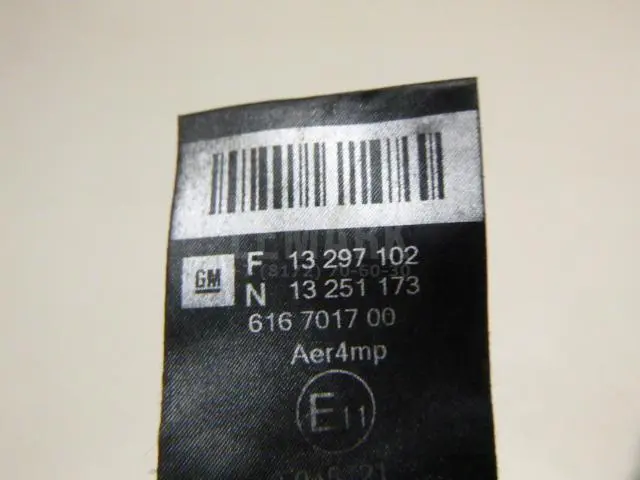 F 13 297 102
GM
N 13 251 173
616 7017 00
Aer4mp
E11